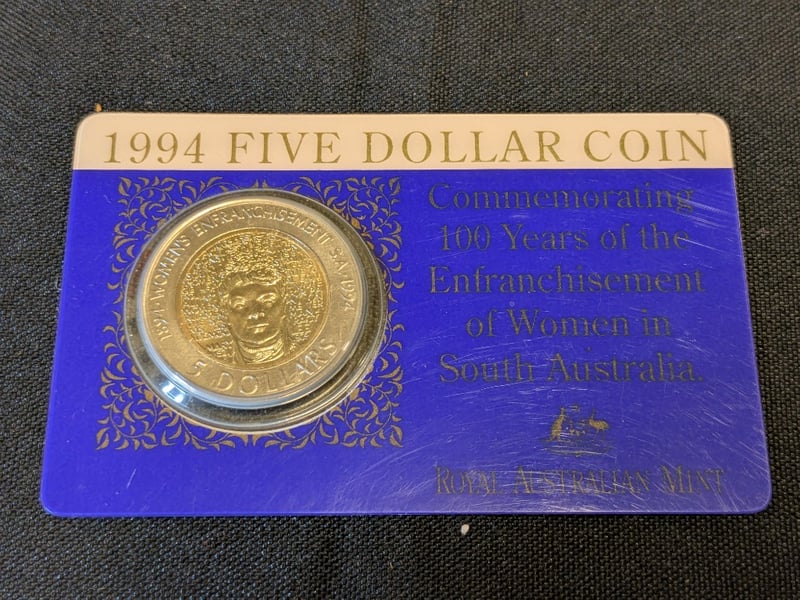 1994 FIVE DOLLAR COIN
1894 WOMEN'S ENFRANCHISEMENT S.A. 1994
5 DOLLARS
Commemorating
100 Years of the
Enfranchisement
of Women in
South Australia.
ROYAL AUSTRALIAN MINT